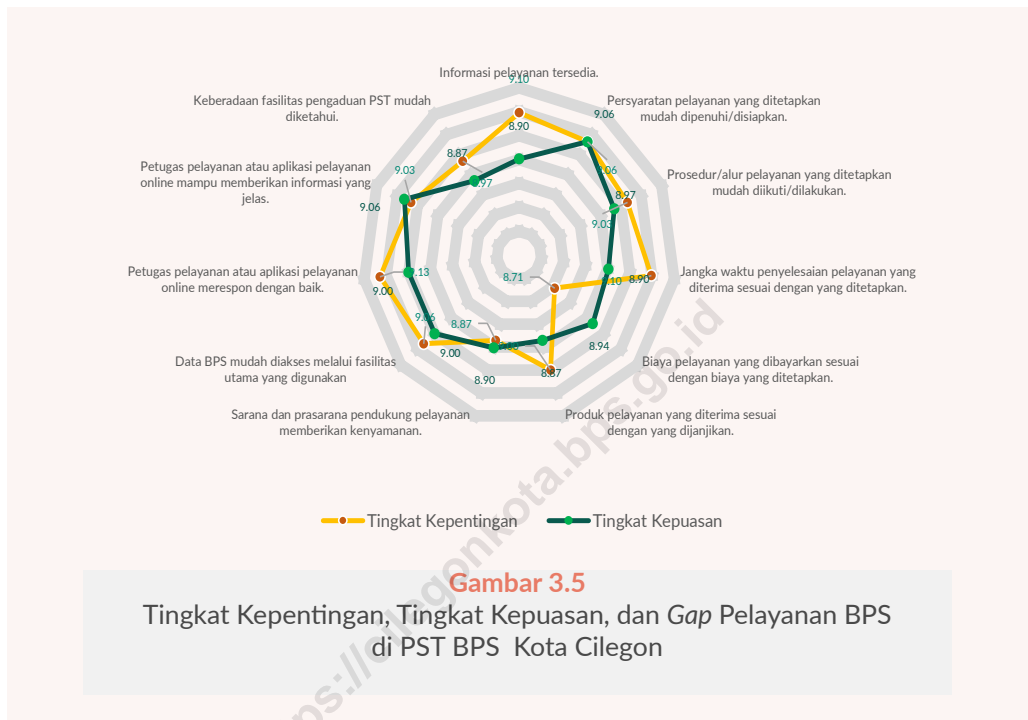 Informasi pelayanan tersedia.
9.10
Keberadaan fasilitas pengaduan PST mudah
diketahui.
Persyaratan pelayanan yang ditetapkan
mudah dipenuhi/disiapkan.
9.06
8.90
8.87
Petugas pelayanan atau aplikasi pelayanan
online mampu memberikan informasi yang
jelas.
9.03
Prosedur/alur pelayanan yang ditetapkan
mudah diikuti/dilakukan.
8.97
9.06
9.03
Petugas pelayanan atau aplikasi pelayanan
online merespon dengan baik.
Jangka waktu penyelesaian pelayanan yang
diterima sesuai dengan yang ditetapkan.
8.71
8.90
9.00
8.87
8.94
9.00
Data BPS mudah diakses melalui fasilitas
utama yang digunakan
Biaya pelayanan yang dibayarkan sesuai
dengan biaya yang ditetapkan.
8.87
8.90
Sarana dan prasarana pendukung pelayanan
memberikan kenyamanan.
Produk pelayanan yang diterima sesuai
dengan yang dijanjikan.
Tingkat Kepentingan
Tingkat Kepuasan
Gambar 3.5
Tingkat Kepentingan, Tingkat Kepuasan, dan Gap Pelayanan BPS
di PST BPS Kota Cilegon
ps://cilegonkota.bps.go.id